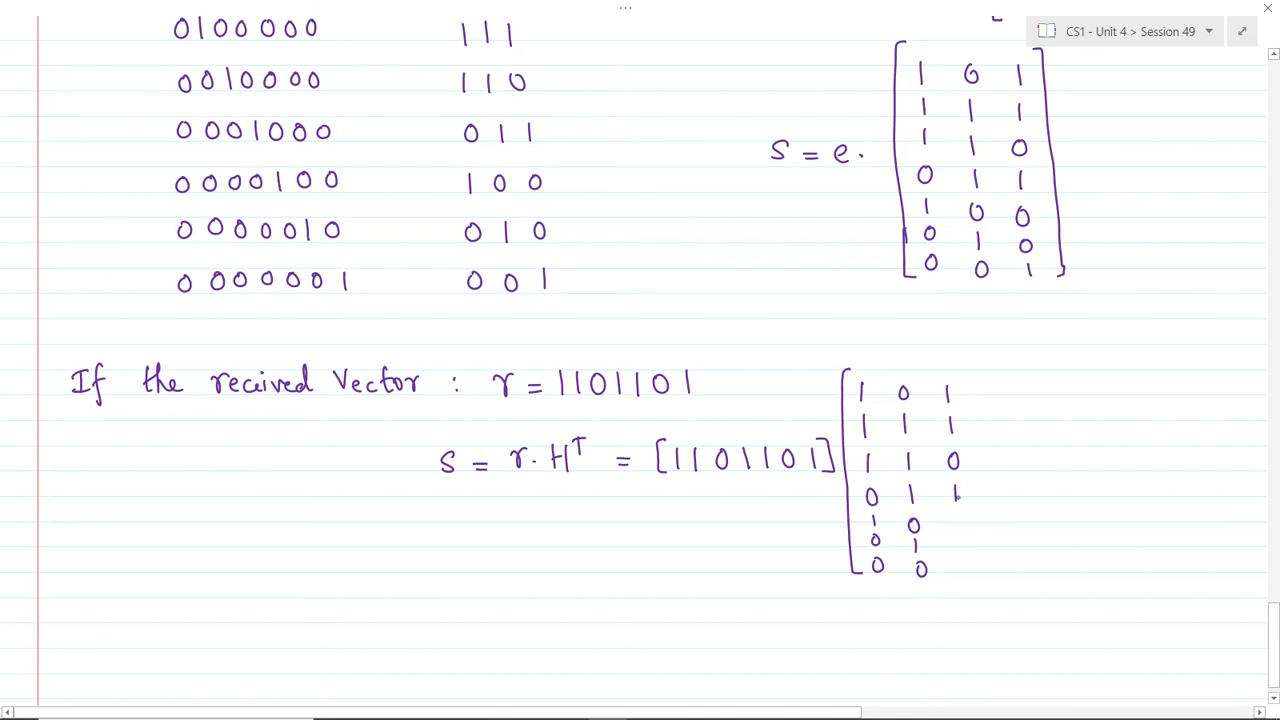 CS1 - Unit 4 > Session 49
0100000 111
0010000 110
0001000 011
0000100 100
0000010 010
0000001 001
S = e.
1 0 1
1 1 1
1 1 0
0 1 1
1 0 0
0 1 0
0 0 1
If the recived Vector : r = 1101101
S = r. Hᵀ = [1101101]
1 0 1
1 1 1
1 1 0
0 1 1
1 0
0 1
0 0